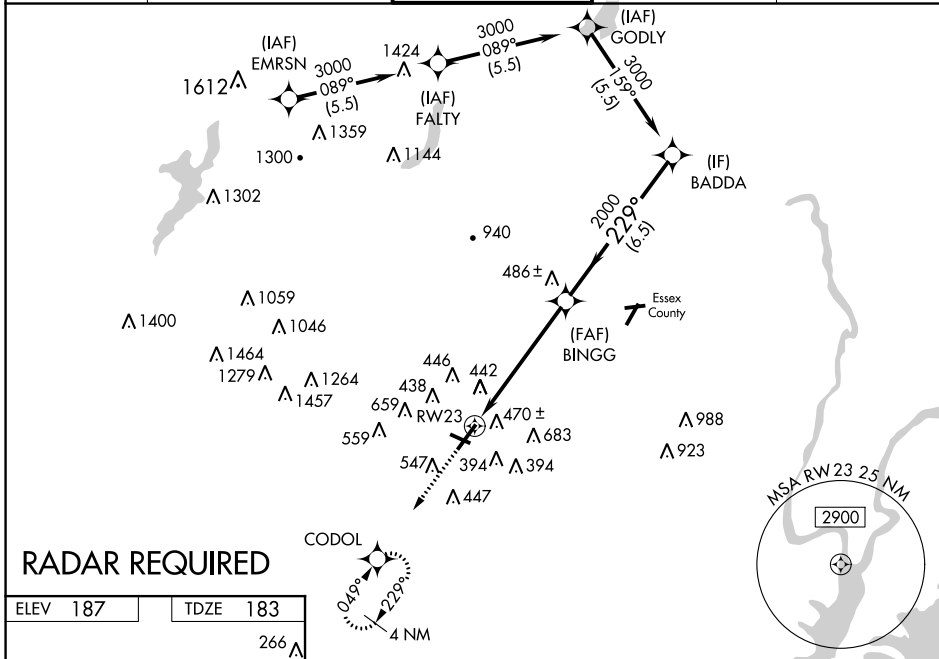 (IAF)
GODLY
3000
089°
(5.5)
(IAF)
EMRSN
3000
089°
(5.5)
1424
(IAF)
FALTY
3000
159°
(5.5)
1612
1359
1300
1144
(IF)
BADDA
1302
2000
229°
(6.5)
940
486 ±
1059
Essex
County
1400
1046
(FAF)
BINGG
1464
1279
1264
1457
446
442
438
659
RW23
470 ±
988
559
683
923
547
394
394
447
MSA RW 23 25 NM
2900
CODOL
049°
229°
4 NM
RADAR REQUIRED
ELEV 187
TDZE 183
266